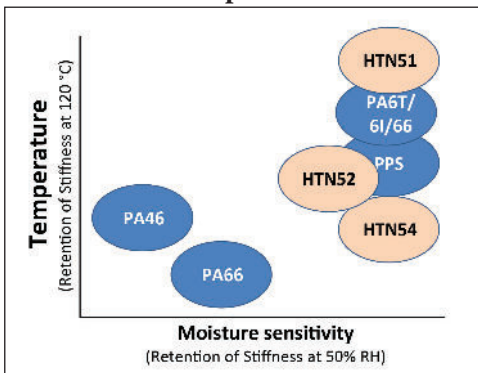 Temperature
(Retention of Stiffness at 120 °C)
HTN51
PA6T/
6I/66
PPS
HTN52
HTN54
PA46
PA66
Moisture sensitivity
(Retention of Stiffness at 50% RH)